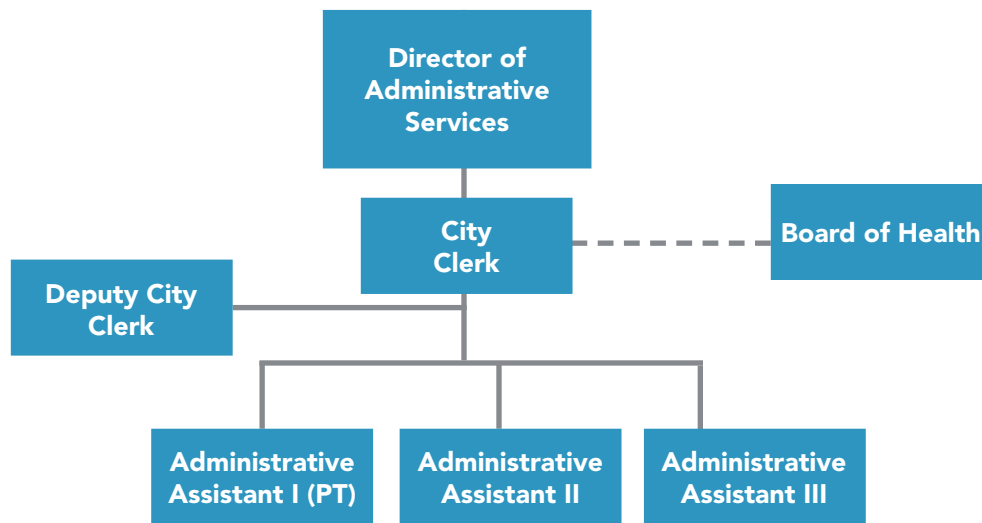 Director of
Administrative
Services
City
Clerk
Board of Health
Deputy City
Clerk
Administrative
Assistant I (PT)
Administrative
Assistant II
Administrative
Assistant III